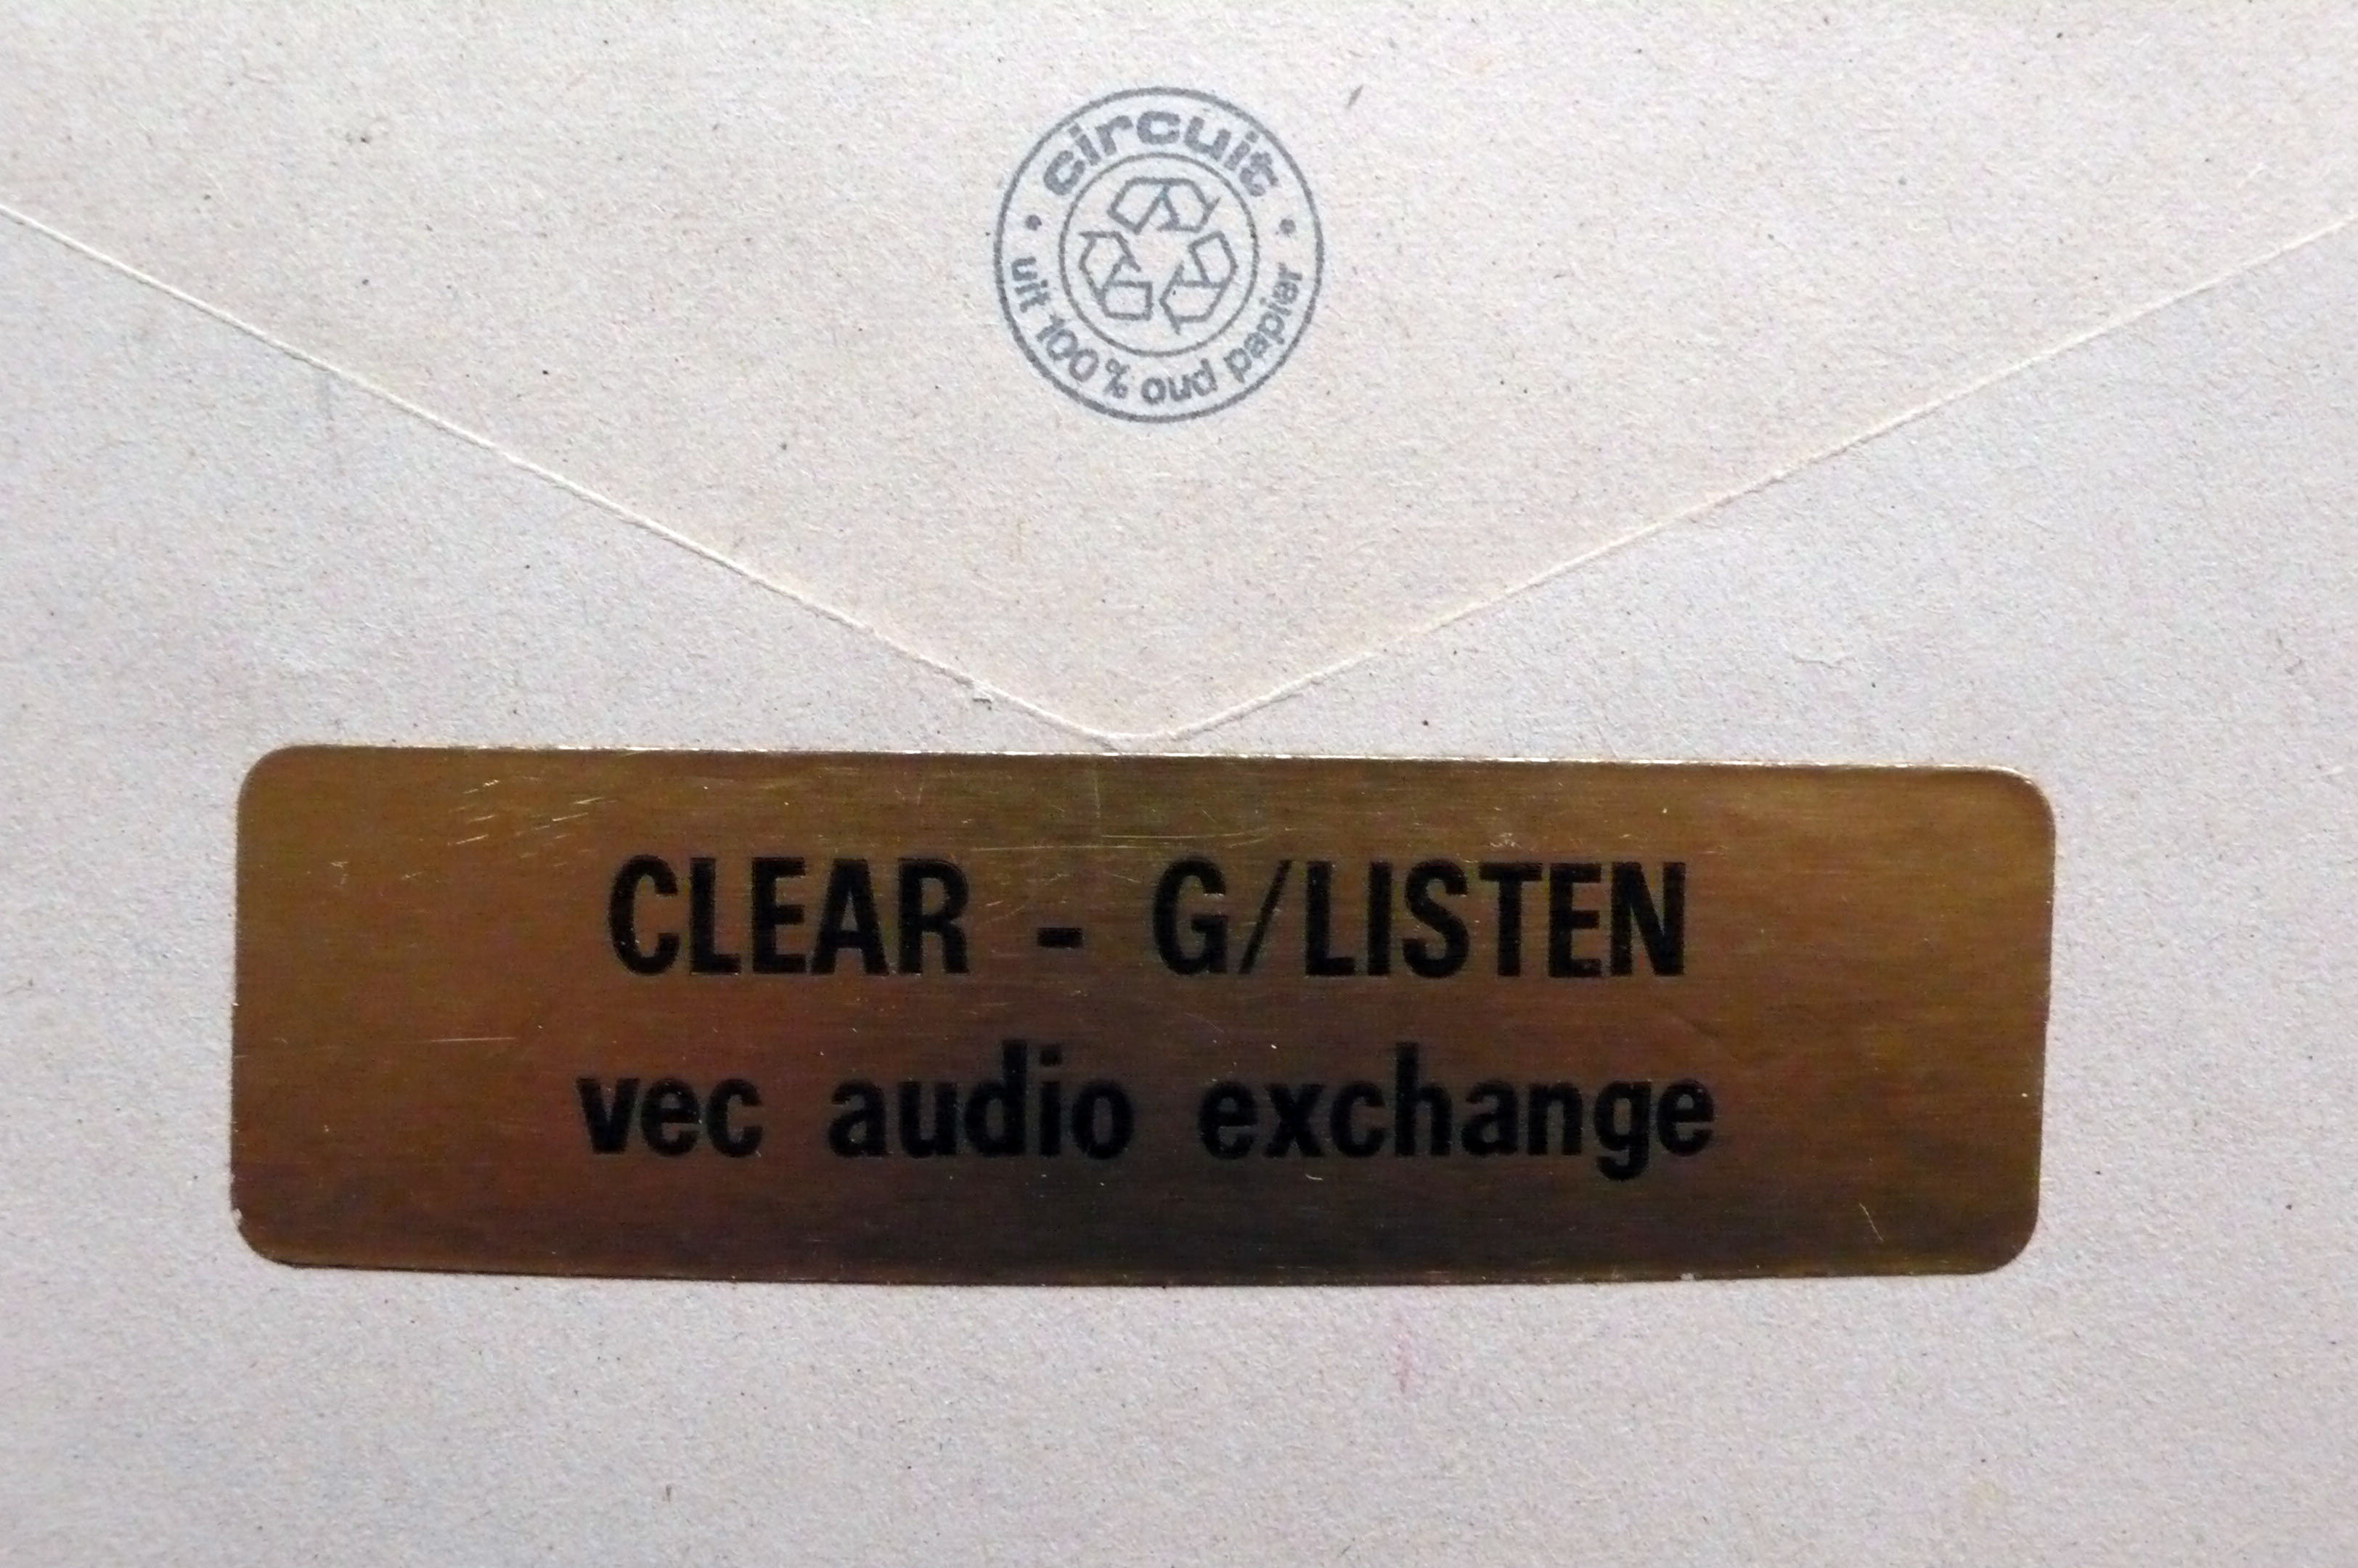 circuit
uit 100% oud papier
CLEAR - G/LISTEN
vec audio exchange